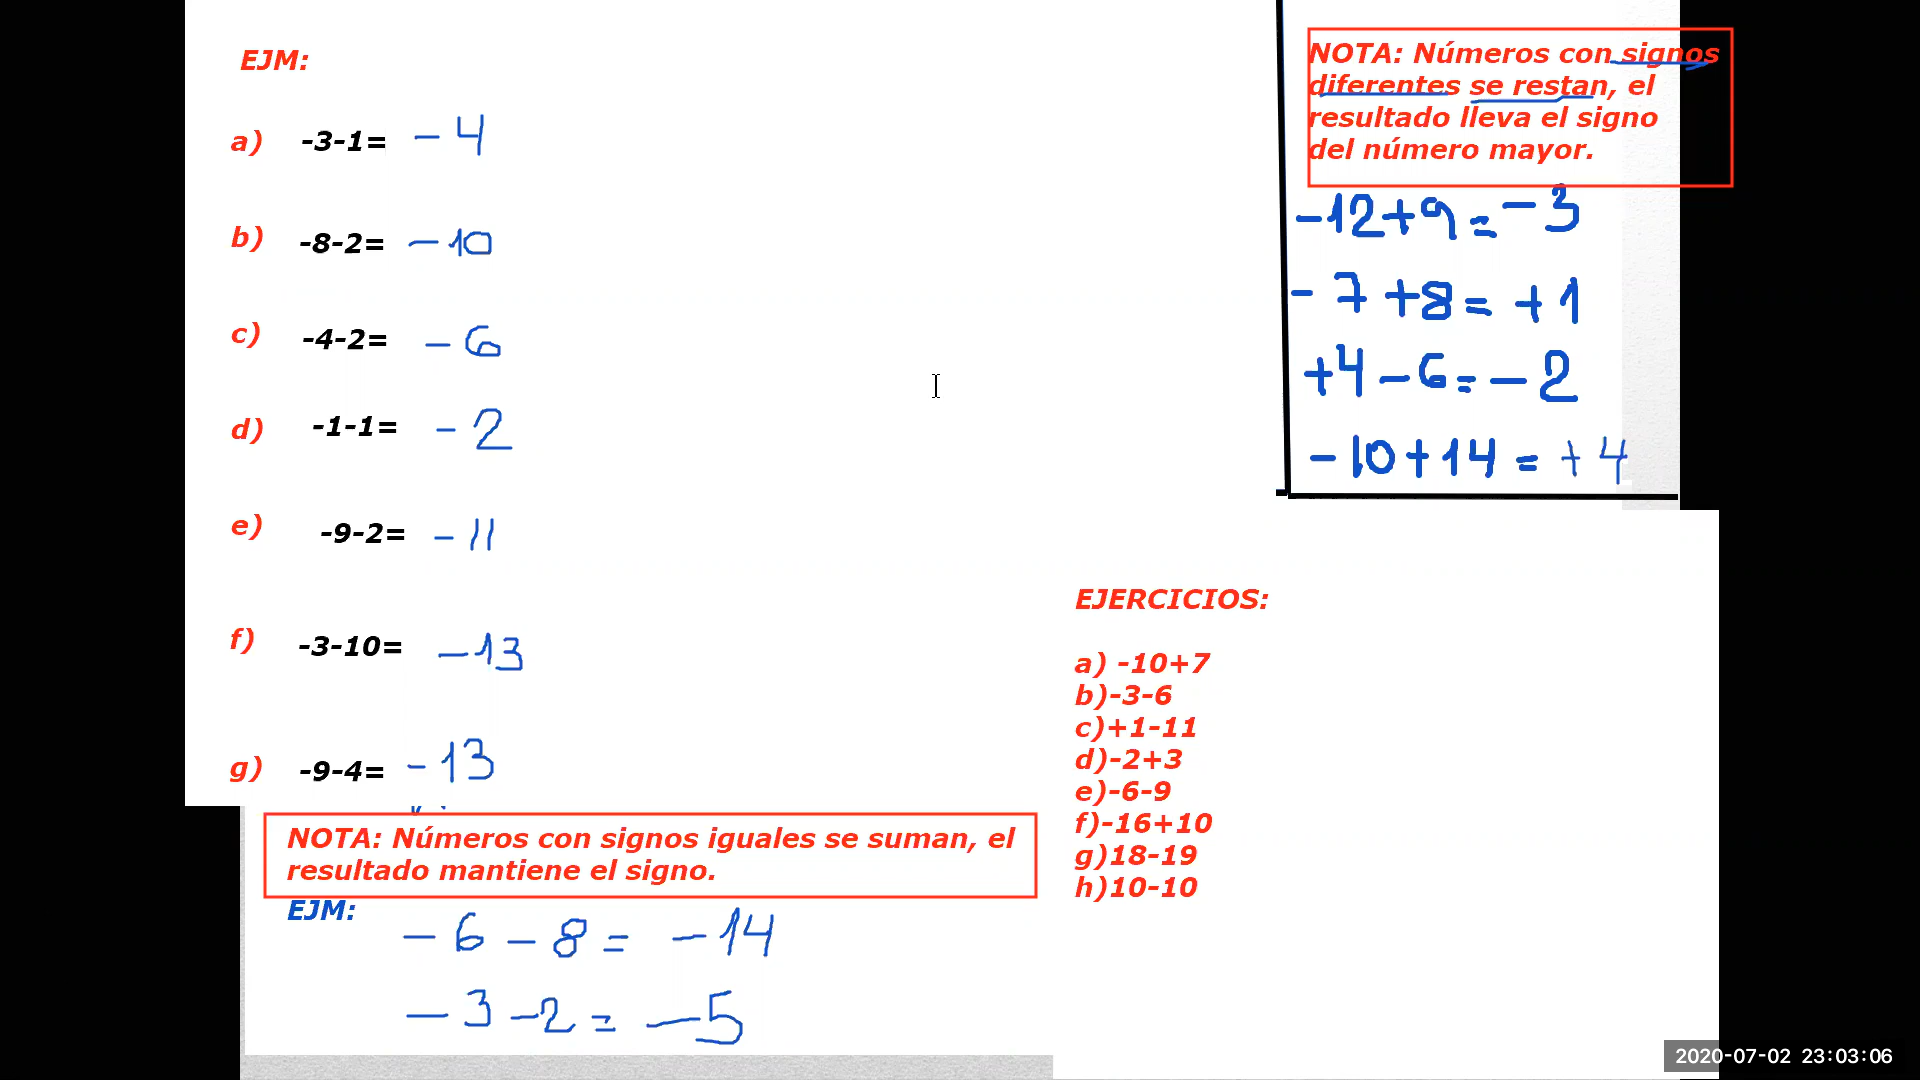 EJM:
a) -3-1= -4
b) -8-2= -10
c) -4-2= -6
d) -1-1= -2
e) -9-2= -11
f) -3-10= -13
g) -9-4= -13
NOTA: Números con signos iguales se suman, el
resultado mantiene el signo.
EJM:
-6-8= -14
-3-2= -5
NOTA: Números con signos
diferentes se restan, el
resultado lleva el signo
del número mayor.
-12+9=-3
-7+8=+1
+4-6=-2
-10+14=+4
EJERCICIOS:
a) -10+7
b)-3-6
c)+1-11
d)-2+3
e)-6-9
f)-16+10
g)18-19
h)10-10
2020-07-02 23:03:06